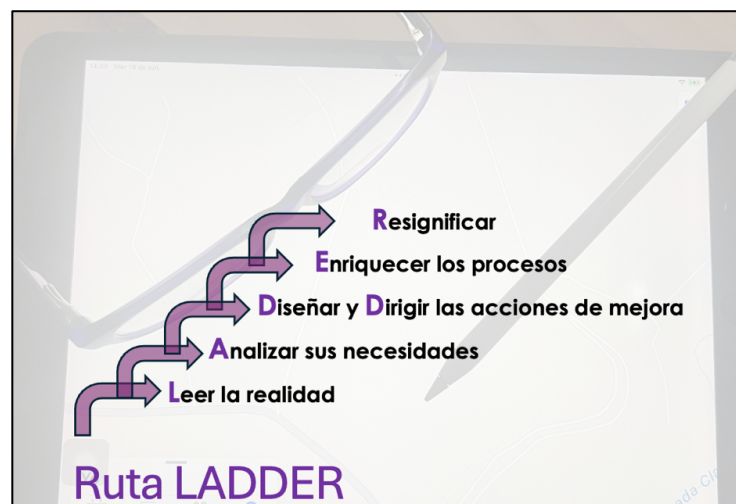 Resignificar
Enriquecer los procesos
Diseñar y Dirigir las acciones de mejora
Analizar sus necesidades
Leer la realidad
Ruta LADDER